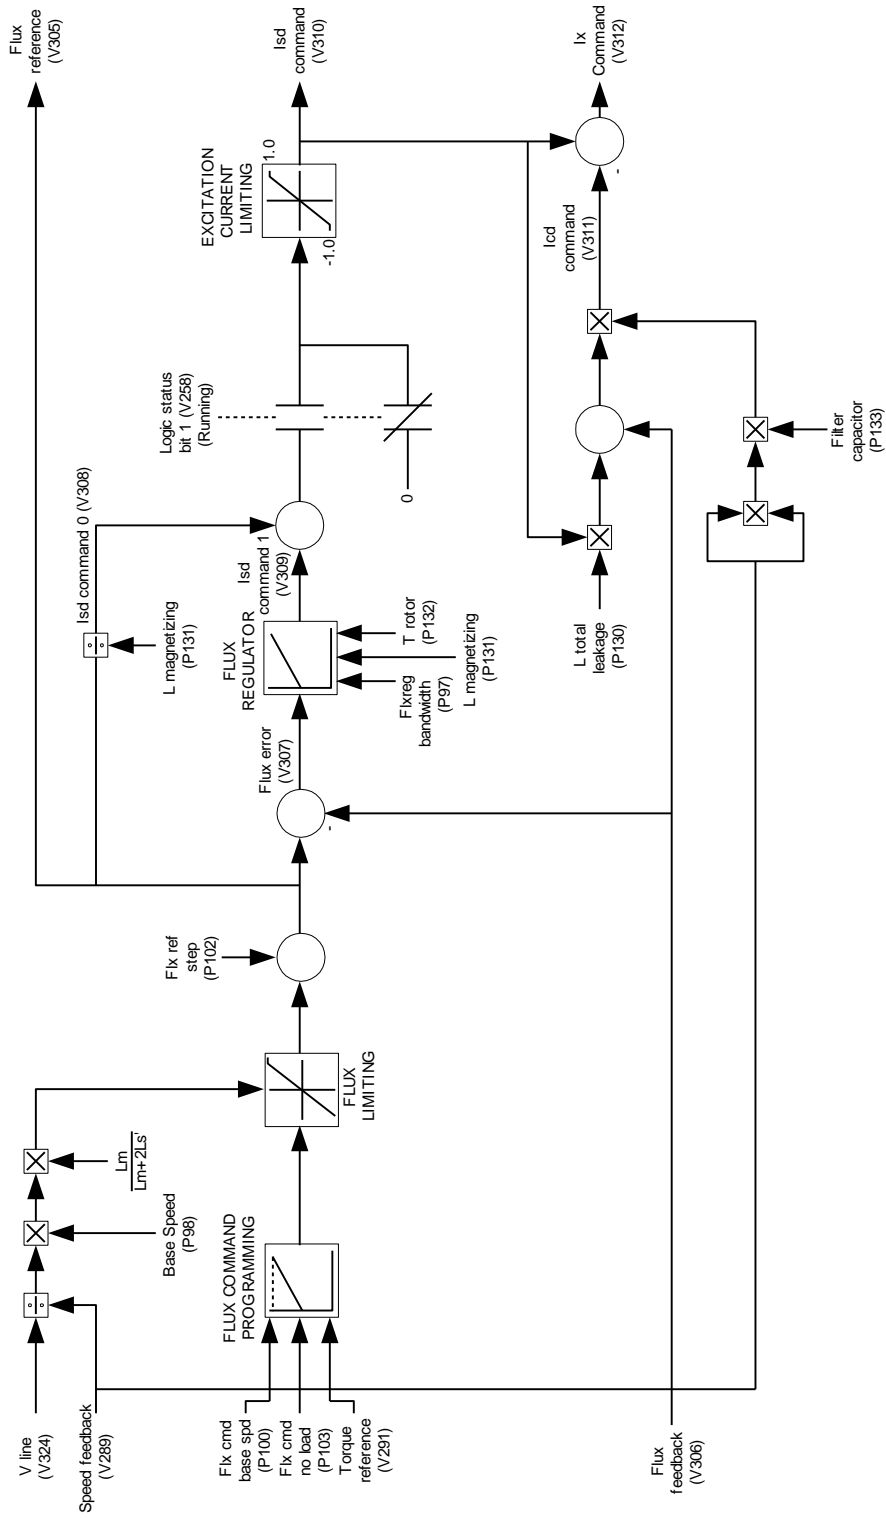 Flux
reference
(V305)
Isd
command
(V310)
Ix
Command
(V312)
EXCITATION
CURRENT
LIMITING
1.0
-1.0
Icd
command
(V311)
Logic status
bit 1 (V258)
(Running)
0
Filter
capacitor
(P133)
Isd command 0 (V308)
L magnetizing
(P131)
Isd
command 1
(V309)
FLUX
REGULATOR
T rotor
(P132)
L magnetizing
(P131)
Flxreg
bandwidth
(P97)
L total
leakage
(P130)
Flux error
(V307)
-
-
Flx ref
step
(P102)
FLUX
LIMITING
Lm
Lm+2Ls'
Base Speed
(P98)
FLUX COMMAND
PROGRAMMING
V line
(V324)
Speed feedback
(V289)
Flx cmd
base spd
(P100)
Flx cmd
no load
(P103)
Torque
reference
(V291)
Flux
feedback
(V306)